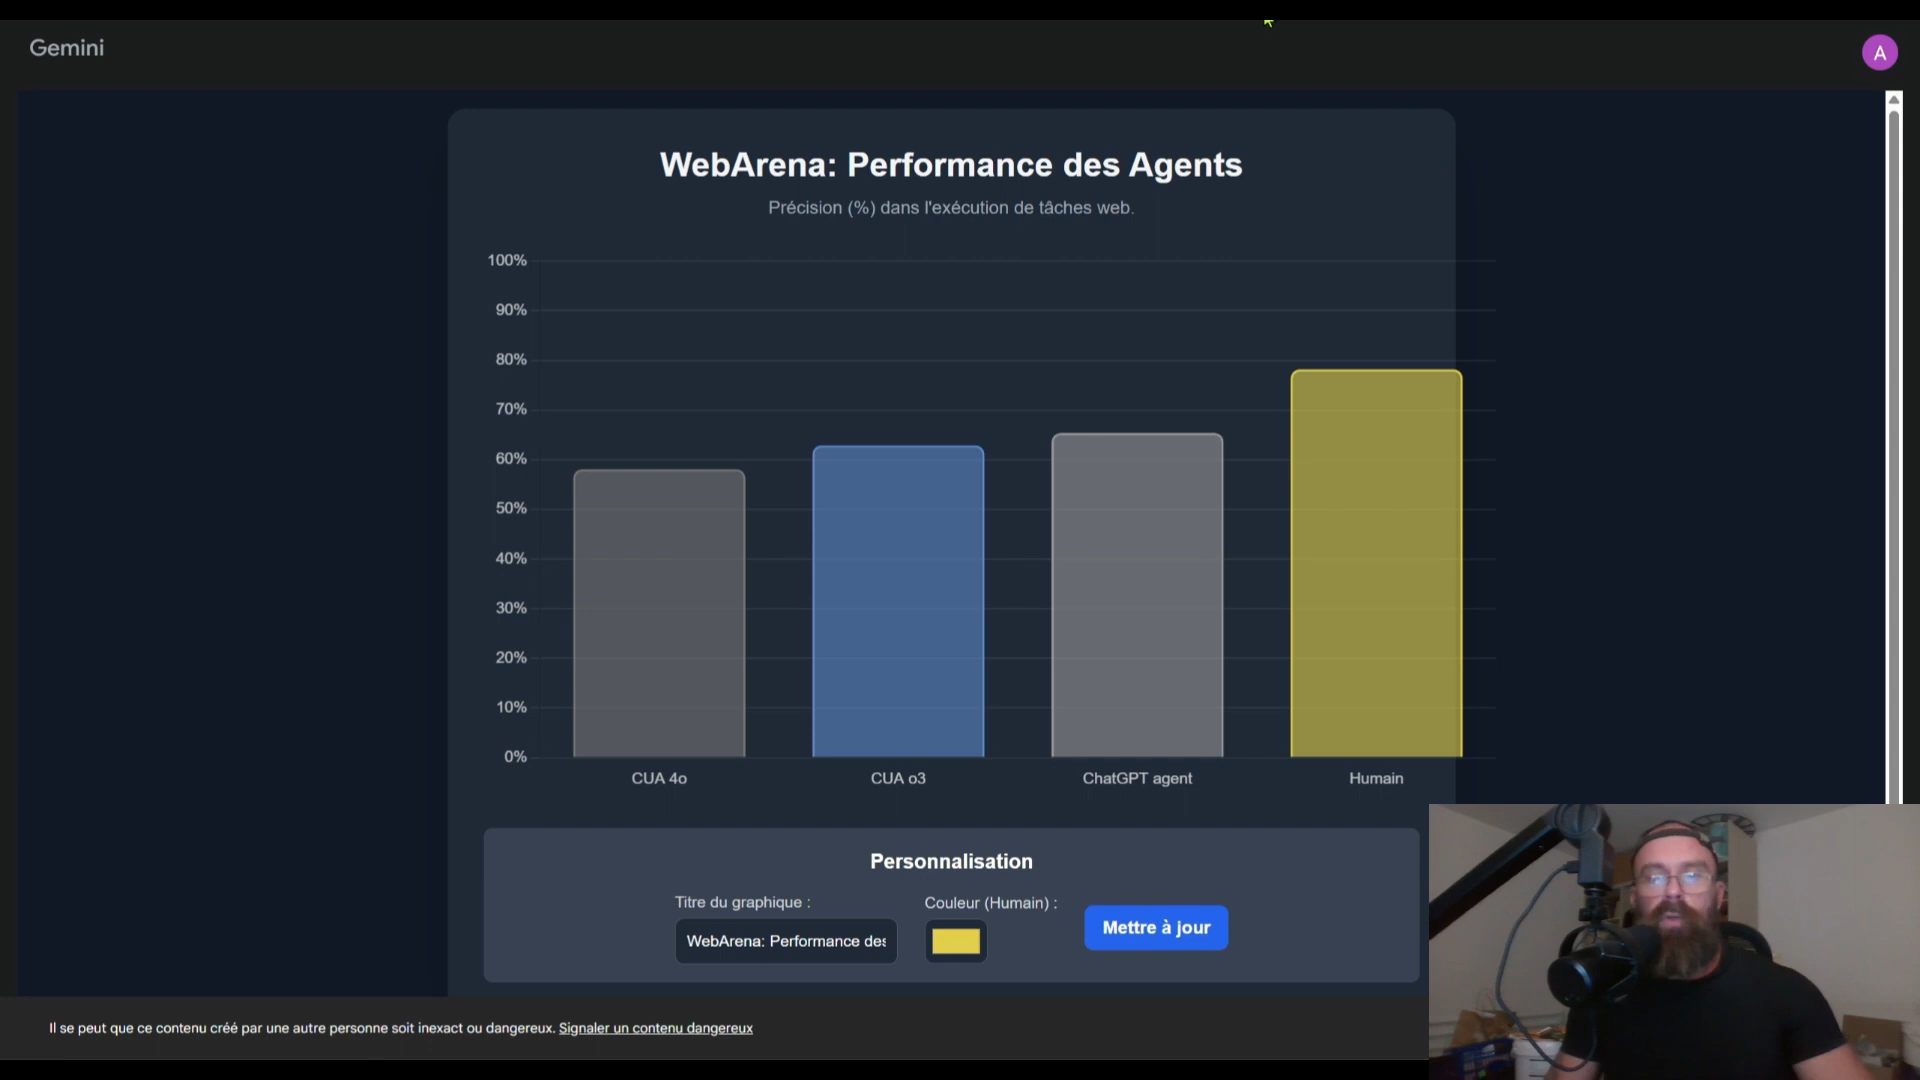 Gemini
A
WebArena: Performance des Agents
Précision (%) dans l'exécution de tâches web.
100%
90%
80%
70%
60%
50%
40%
30%
20%
10%
0%
CUA 4o
CUA o3
ChatGPT agent
Humain
Personnalisation
Titre du graphique :
Couleur (Humain) :
WebArena: Performance des
Mettre à jour
Il se peut que ce contenu créé par une autre personne soit inexact ou dangereux. Signaler un contenu dangereux